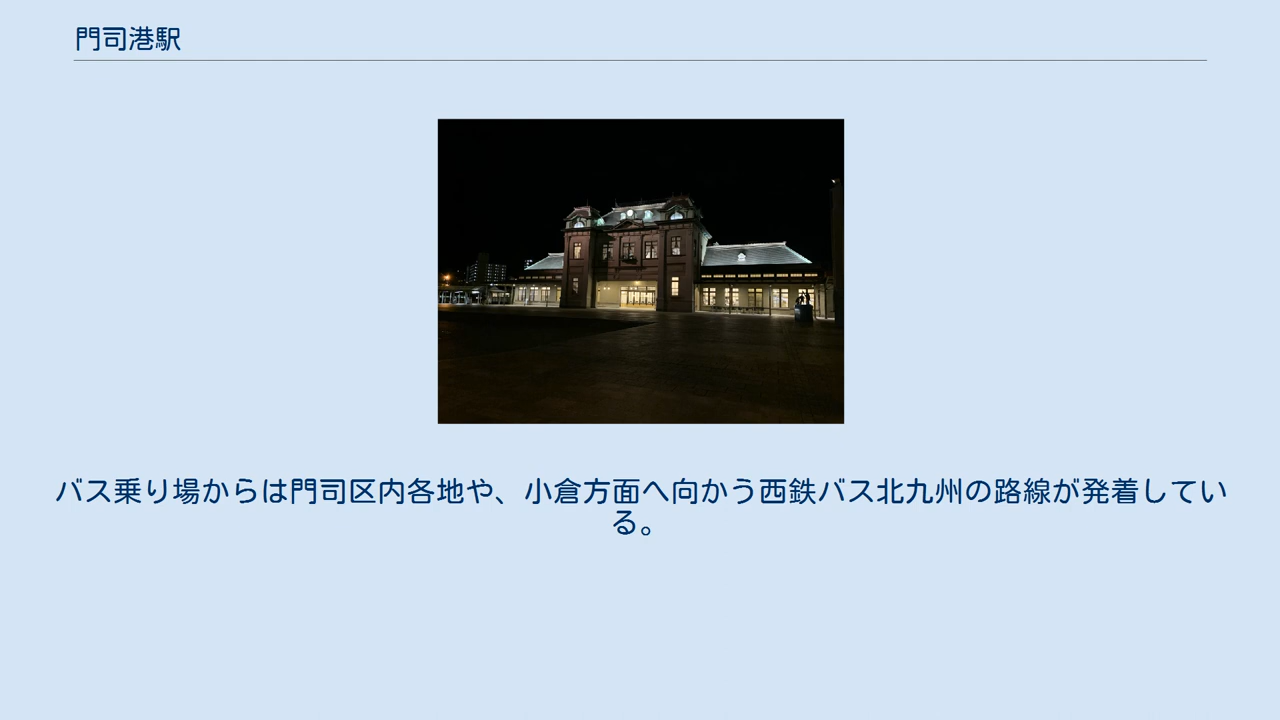 門司港駅
バス乗り場からは門司区内各地や、小倉方面へ向かう西鉄バス北九州の路線が発着してい
る。